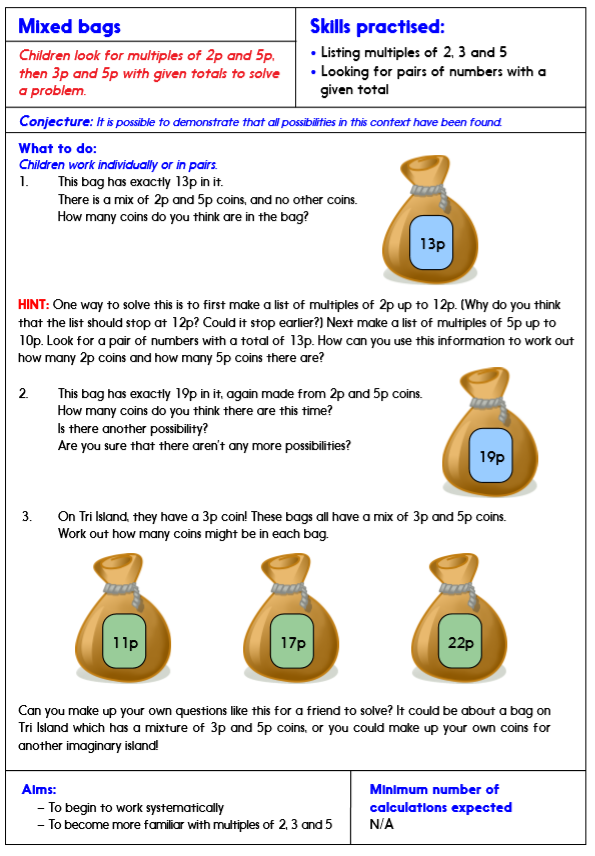 Mixed bags
Children look for multiples of 2p and 5p,
then 3p and 5p with given totals to solve
a problem.
Skills practised:
• Listing multiples of 2, 3 and 5
• Looking for pairs of numbers with a
given total
Conjecture: It is possible to demonstrate that all possibilities in this context have been found.
What to do:
Children work individually or in pairs.
1. This bag has exactly 13p in it.
There is a mix of 2p and 5p coins, and no other coins.
How many coins do you think are in the bag?
13p
HINT: One way to solve this is to first make a list of multiples of 2p up to 12p. (Why do you think
that the list should stop at 12p? Could it stop earlier?) Next make a list of multiples of 5p up to
10p. Look for a pair of numbers with a total of 13p. How can you use this information to work out
how many 2p coins and how many 5p coins there are?
2. This bag has exactly 19p in it, again made from 2p and 5p coins.
How many coins do you think there are this time?
Is there another possibility?
Are you sure that there aren't any more possibilities?
19p
3. On Tri Island, they have a 3p coin! These bags all have a mix of 3p and 5p coins.
Work out how many coins might be in each bag.
11p 17p 22p
Can you make up your own questions like this for a friend to solve? It could be about a bag on
Tri Island which has a mixture of 3p and 5p coins, or you could make up your own coins for
another imaginary island!
Aims:
– To begin to work systematically
– To become more familiar with multiples of 2, 3 and 5
Minimum number of
calculations expected
N/A